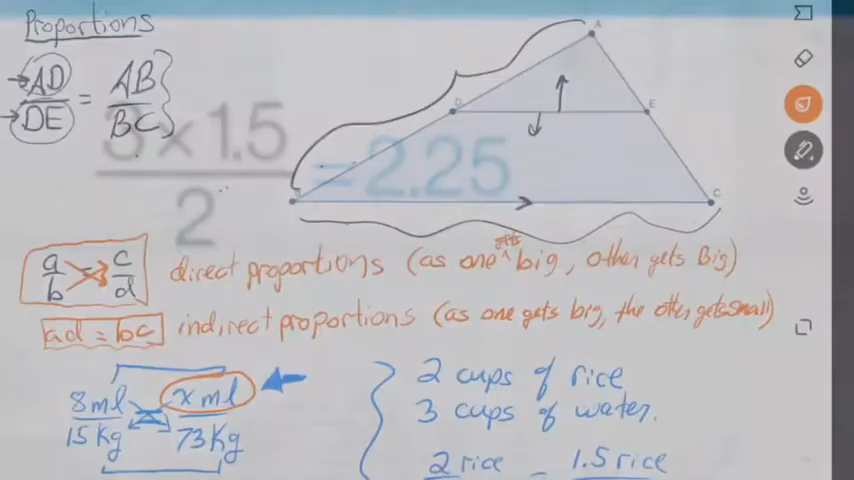 Proportions
AD/DE = AB/BC
3 x 1.5 / 2 = 2.25
A
D
E
B
C
a/b = c/d direct proportions (as one gets big, other gets Big)
ad = bc indirect proportions (as one gets big, the other gets small)
8ml/15Kg x ml/73Kg
2 cups of rice
3 cups of water.
2 rice = 1.5 rice